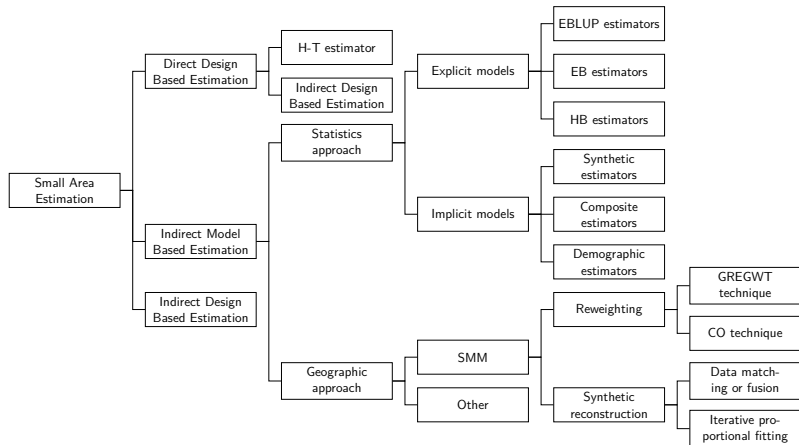 Small Area
Estimation
Direct Design
Based Estimation
H-T estimator
Indirect Design
Based Estimation
Indirect Model
Based Estimation
Statistics
approach
Explicit models
EBLUP estimators
EB estimators
HB estimators
Implicit models
Synthetic
estimators
Composite
estimators
Demographic
estimators
Geographic
approach
SMM
Reweighting
GREGWT
technique
CO technique
Synthetic
reconstruction
Data match-
ing or fusion
Iterative pro-
portional fitting
Other
Indirect Design
Based Estimation